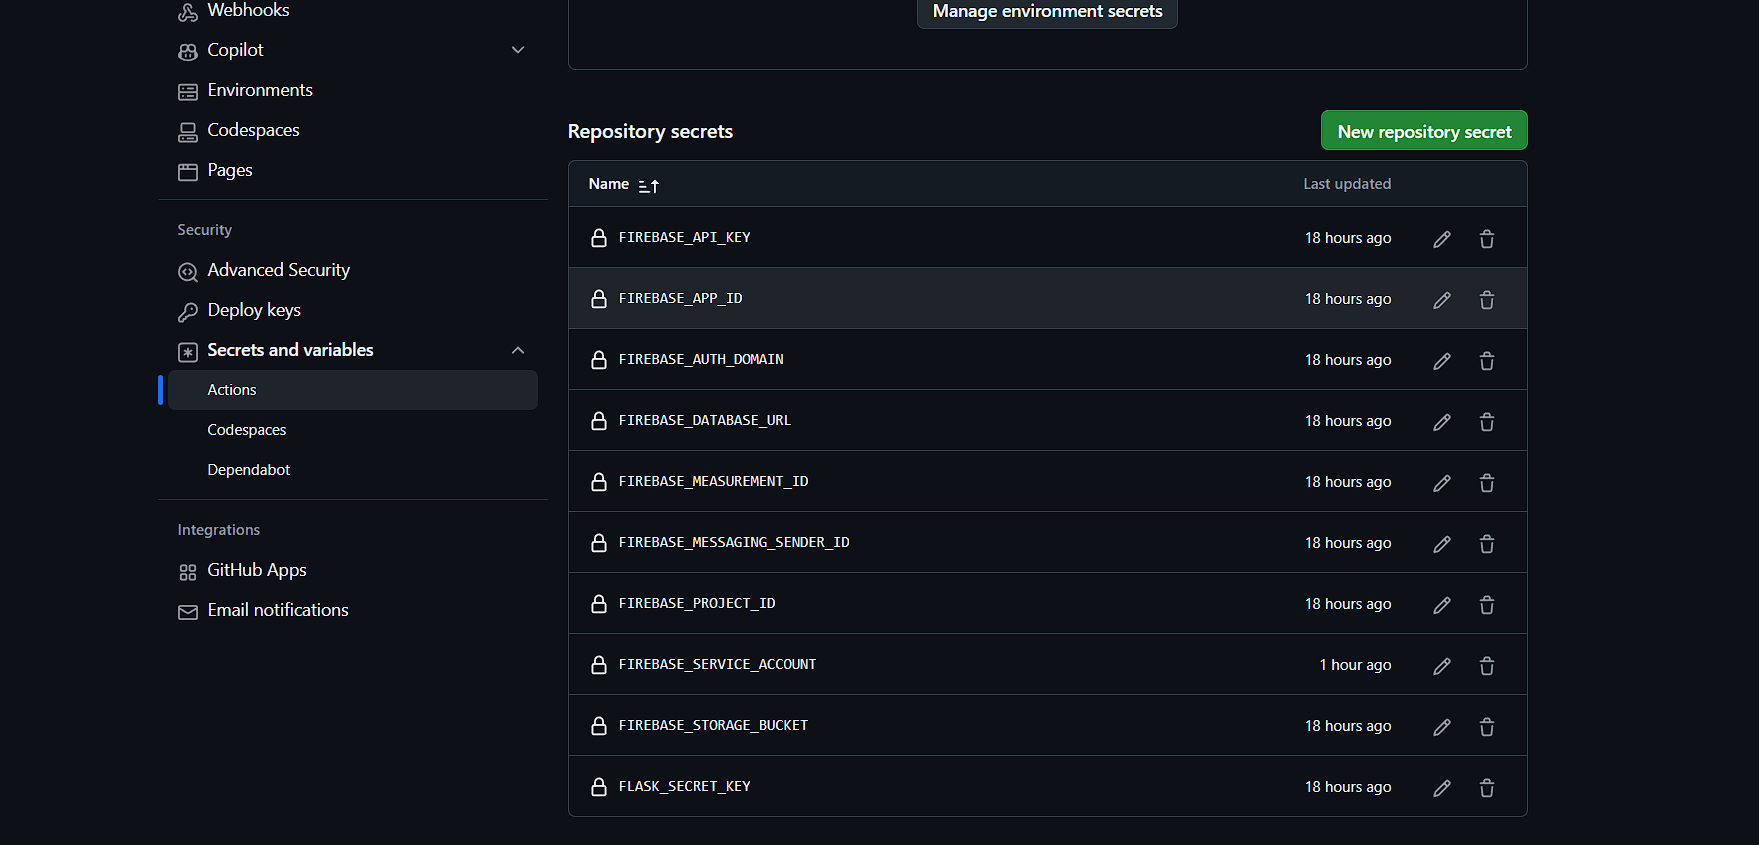 Webhooks
Copilot
Environments
Codespaces
Pages
Security
Advanced Security
Deploy keys
Secrets and variables
Actions
Codespaces
Dependabot
Integrations
GitHub Apps
Email notifications
Manage environment secrets
Repository secrets
New repository secret
Name Last updated
FIREBASE_API_KEY 18 hours ago
FIREBASE_APP_ID 18 hours ago
FIREBASE_AUTH_DOMAIN 18 hours ago
FIREBASE_DATABASE_URL 18 hours ago
FIREBASE_MEASUREMENT_ID 18 hours ago
FIREBASE_MESSAGING_SENDER_ID 18 hours ago
FIREBASE_PROJECT_ID 18 hours ago
FIREBASE_SERVICE_ACCOUNT 1 hour ago
FIREBASE_STORAGE_BUCKET 18 hours ago
FLASK_SECRET_KEY 18 hours ago